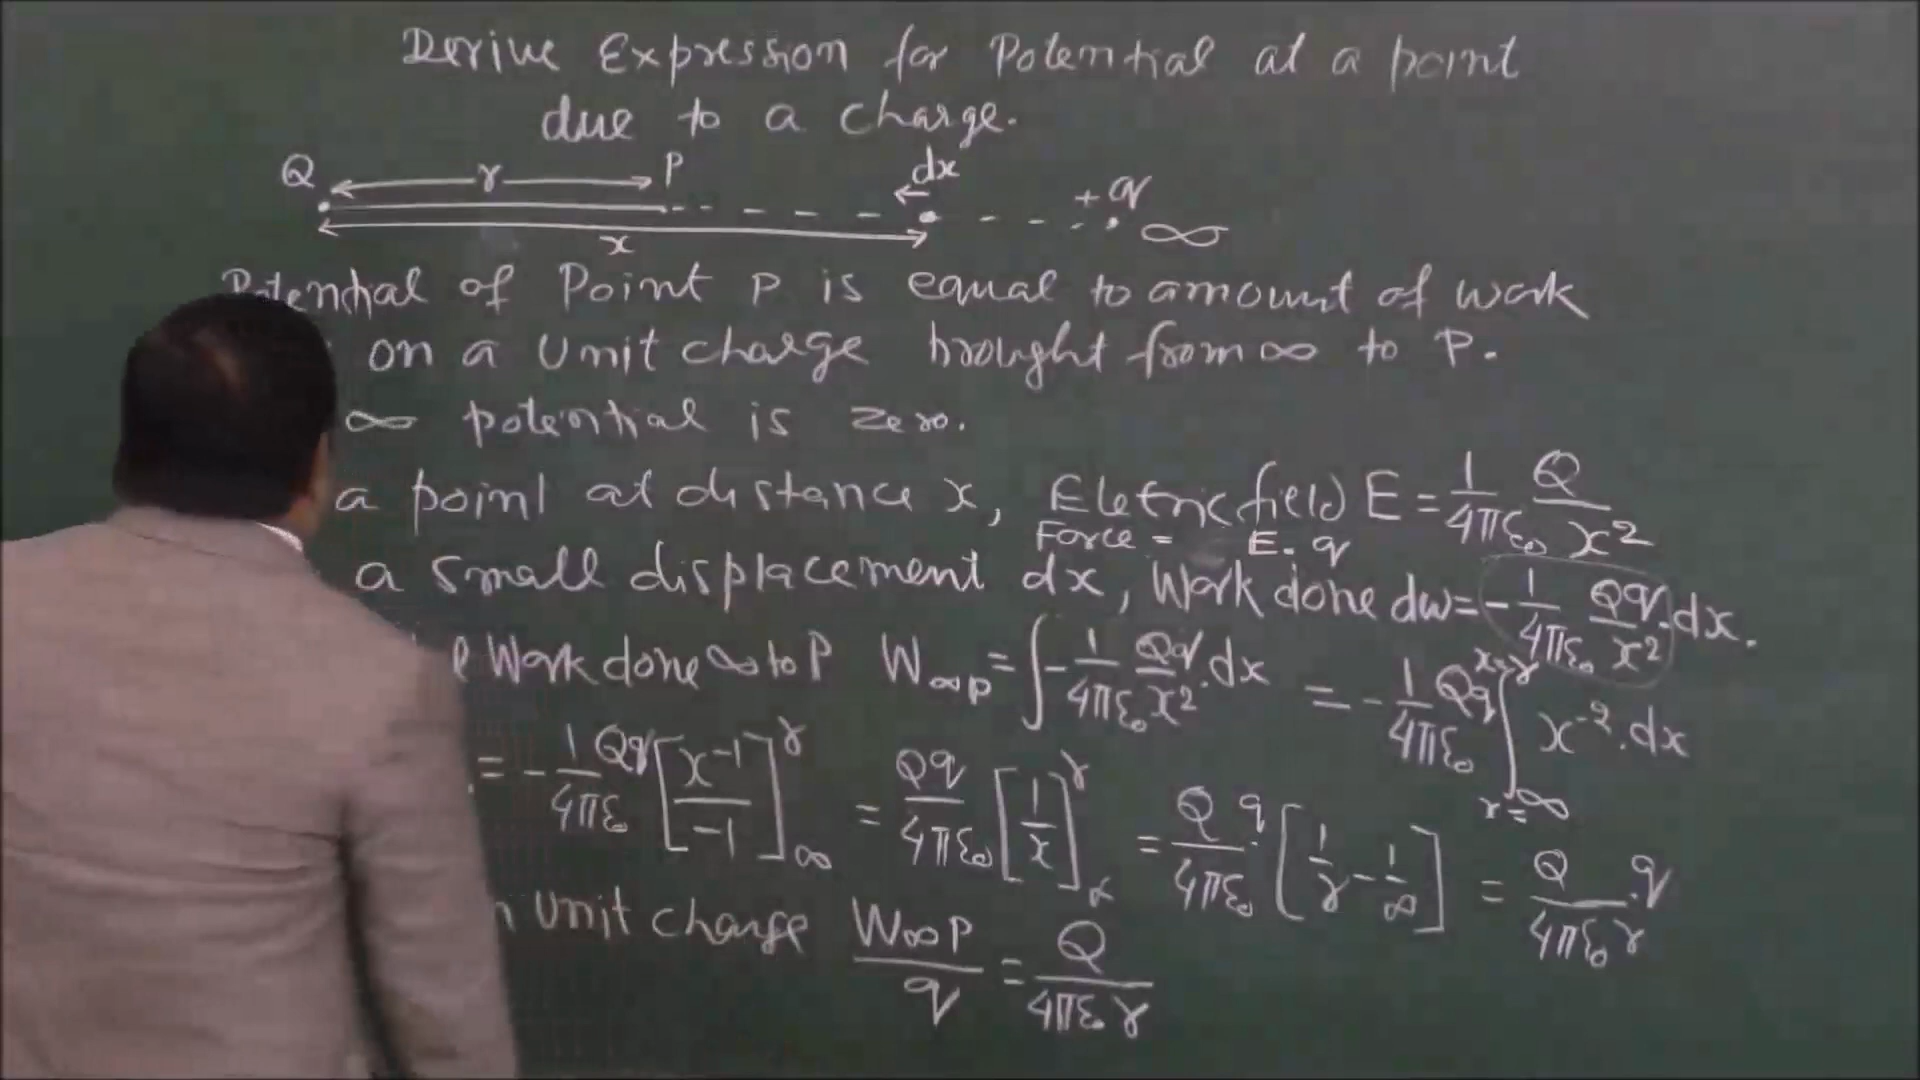 Derive Expression for Potential at a point
due to a charge.
Q r P dx +q
x ∞
Potential of Point P is equal to amount of work
on a unit charge brought from ∞ to P.
∞ potential is zero.
a point at distance x, Eletric field E = 1/4πε₀ Q/x²
Force = E. q
a small displacement dx, Work done dw = - 1/4πε₀ Qq/x² . dx.
Work done ∞ to P W∞p = ∫ - 1/4πε₀ Qq/x² . dx = - 1/4πε₀ Qq ∫ x⁻² . dx
x=r
r=∞
= - 1/4πε Qq [x⁻¹/-1]r∞ = Qq/4πε₀ [1/x]r∝ = Q q/4πε₀ . [1/r - 1/∞] = Q/4πε₀r . q
n unit charge W∞P/q = Q/4πε₀ r